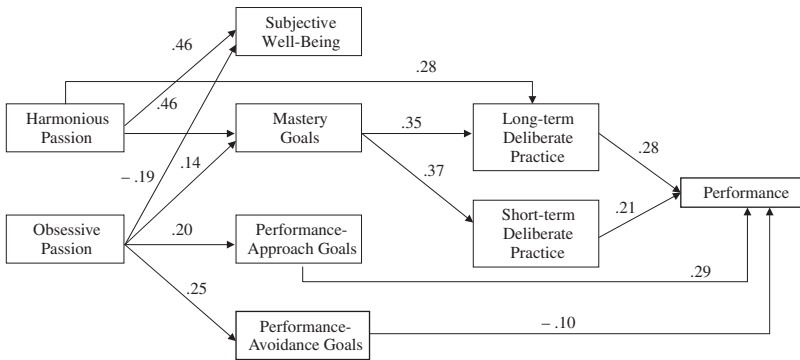 Subjective
Well-Being
.46
.28
.46
Harmonious
Passion
Mastery
Goals
.35
Long-term
Deliberate
Practice
.28
.14
– .19
.37
Performance
Obsessive
Passion
.20
Performance-
Approach Goals
Short-term
Deliberate
Practice
.21
.29
.25
Performance-
Avoidance Goals
– .10